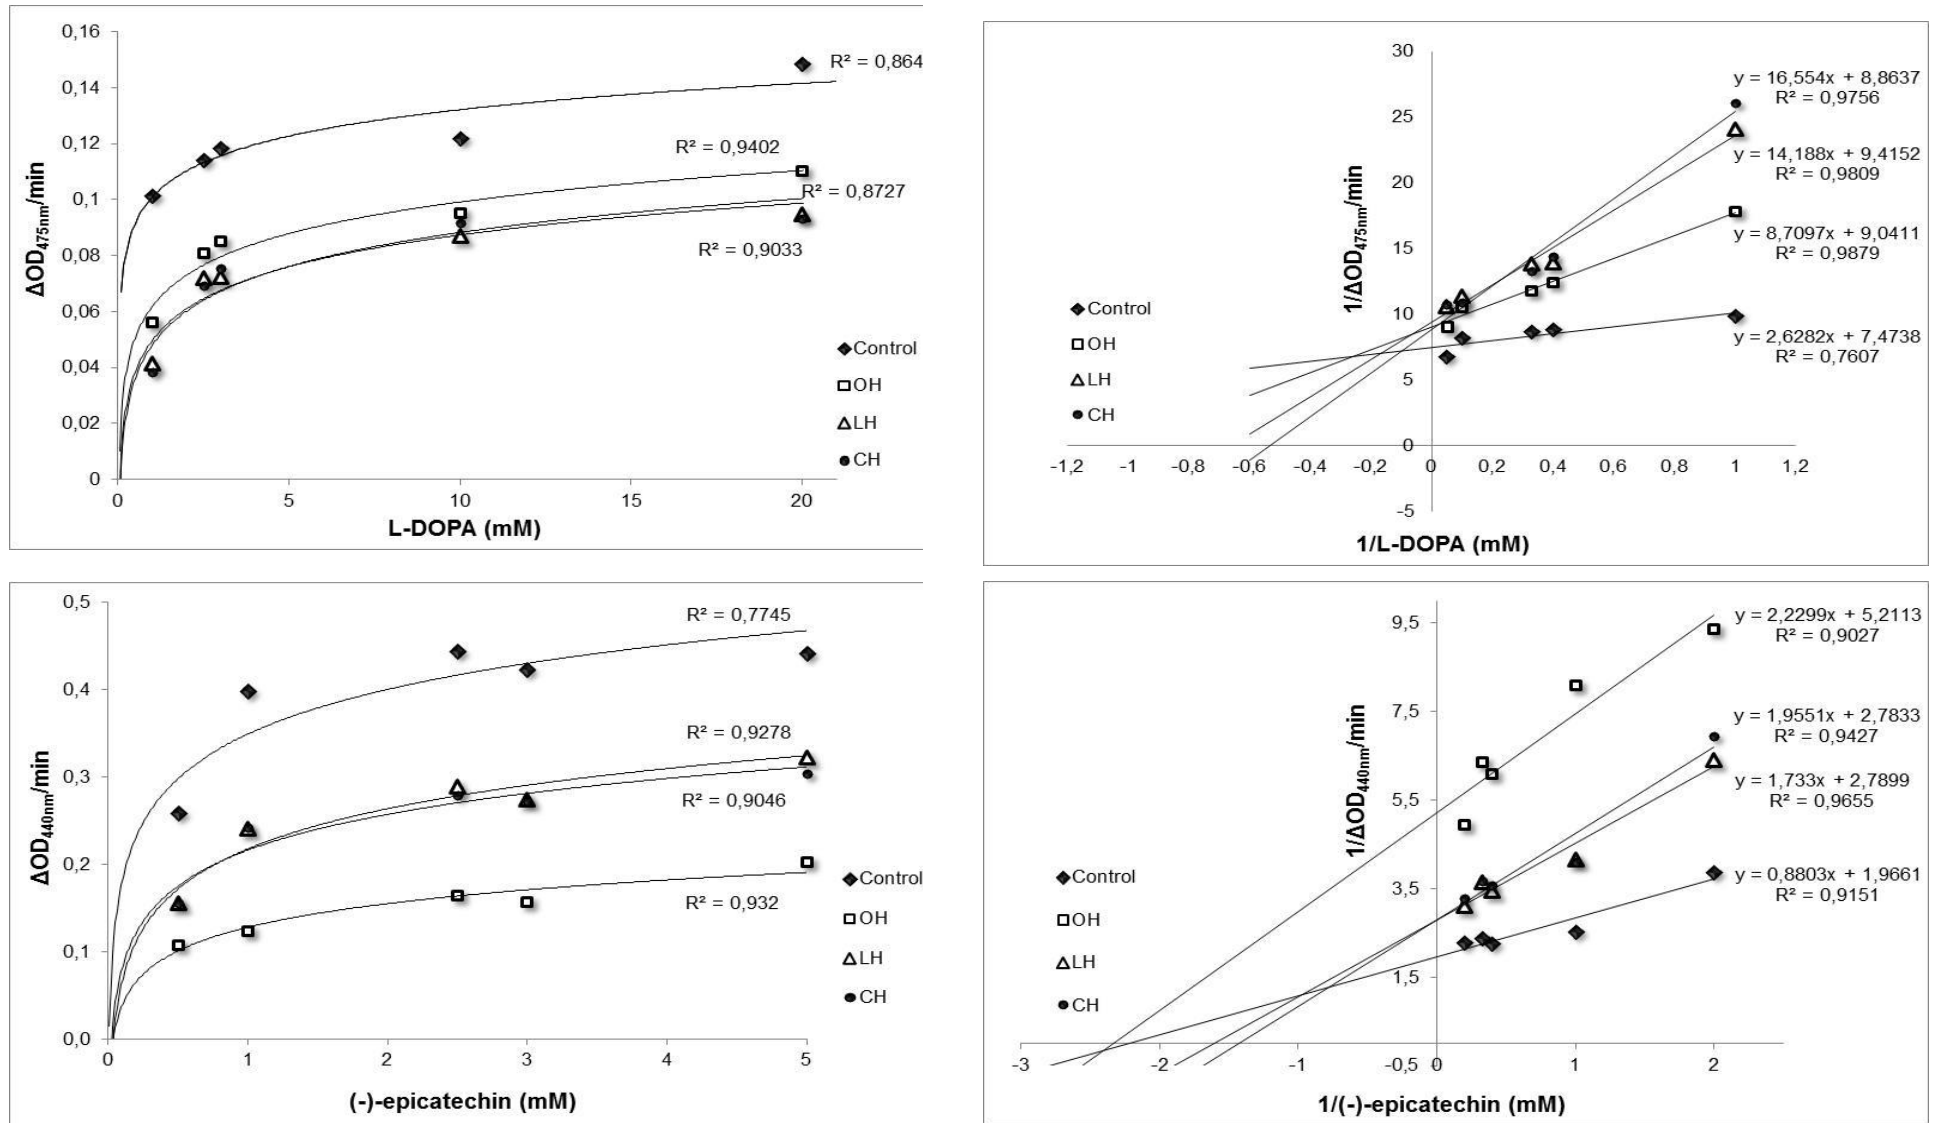 0,16
0,14
0,12
0,1
0,08
0,06
0,04
0,02
0
ΔOD475nm/min
R² = 0,864
R² = 0,9402
R² = 0,8727
R² = 0,9033
Control
OH
LH
CH
0 5 10 15 20
L-DOPA (mM)
30
25
20
15
10
5
0
-5
1/ΔOD475nm/min
y = 16,554x + 8,8637
R² = 0,9756
y = 14,188x + 9,4152
R² = 0,9809
y = 8,7097x + 9,0411
R² = 0,9879
y = 2,6282x + 7,4738
R² = 0,7607
Control
OH
LH
CH
-1,2 -1 -0,8 -0,6 -0,4 -0,2 0 0,2 0,4 0,6 0,8 1 1,2
1/L-DOPA (mM)
0,5
0,4
0,3
0,2
0,1
0,0
ΔOD440nm/min
R² = 0,7745
R² = 0,9278
R² = 0,9046
R² = 0,932
Control
OH
LH
CH
0 1 2 3 4 5
(-)-epicatechin (mM)
9,5
7,5
5,5
3,5
1,5
-0,5
1/ΔOD440nm/min
y = 2,2299x + 5,2113
R² = 0,9027
y = 1,9551x + 2,7833
R² = 0,9427
y = 1,733x + 2,7899
R² = 0,9655
y = 0,8803x + 1,9661
R² = 0,9151
Control
OH
LH
CH
-3 -2 -1 0 1 2
1/(-)-epicatechin (mM)